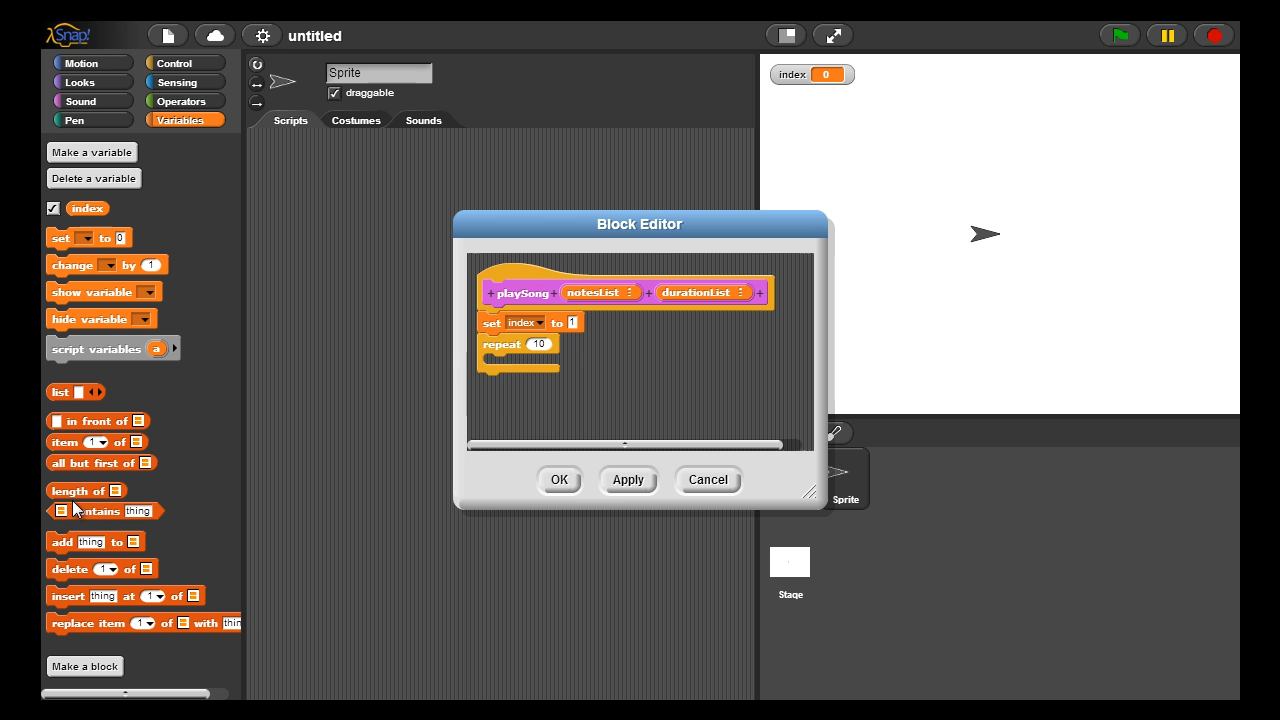 λSnap!
untitled
Motion
Control
Looks
Sensing
Sound
Operators
Pen
Variables
Make a variable
Delete a variable
index
set to 0
change by 1
show variable
hide variable
script variables a
list
in front of
item 1 of
all but first of
length of
ntains thing
add thing to
delete 1 of
insert thing at 1 of
replace item 1 of with thin
Make a block
Sprite
draggable
Scripts
Costumes
Sounds
Block Editor
+ playSong + notesList ⋮ + durationList ⋮ +
set index to 1
repeat 10
OK
Apply
Cancel
index 0
Sprite
Stage